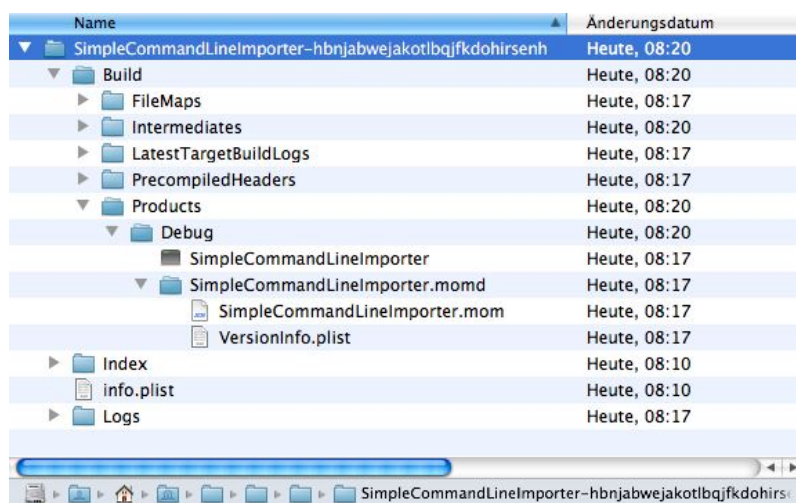 Name Änderungsdatum
SimpleCommandLineImporter-hbnjabwejakotlbqjfkdohirsenh Heute, 08:20
Build Heute, 08:20
FileMaps Heute, 08:17
Intermediates Heute, 08:20
LatestTargetBuildLogs Heute, 08:17
PrecompiledHeaders Heute, 08:17
Products Heute, 08:20
Debug Heute, 08:20
SimpleCommandLineImporter Heute, 08:17
SimpleCommandLineImporter.momd Heute, 08:17
SimpleCommandLineImporter.mom Heute, 08:17
VersionInfo.plist Heute, 08:17
Index Heute, 08:10
info.plist Heute, 08:10
Logs Heute, 08:17
SimpleCommandLineImporter-hbnjabwejakotlbqjfkdohirs